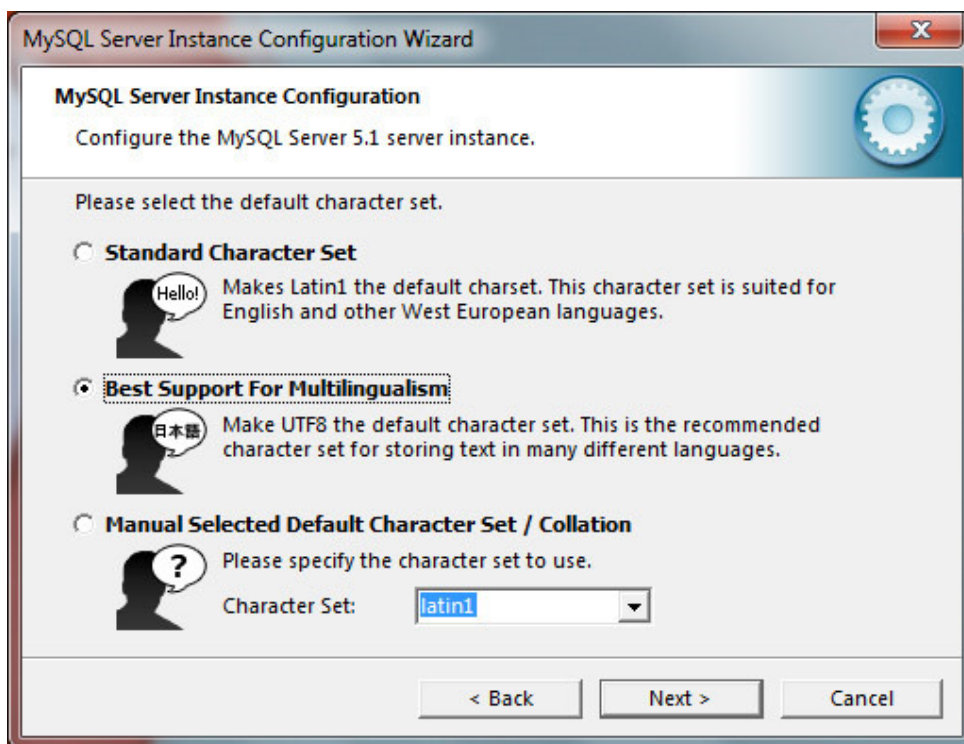 MySQL Server Instance Configuration Wizard
MySQL Server Instance Configuration
Configure the MySQL Server 5.1 server instance.
Please select the default character set.
Standard Character Set
Hello!
Makes Latin1 the default charset. This character set is suited for
English and other West European languages.
Best Support For Multilingualism
日本語
Make UTF8 the default character set. This is the recommended
character set for storing text in many different languages.
Manual Selected Default Character Set / Collation
?
Please specify the character set to use.
Character Set: latin1
< Back Next > Cancel